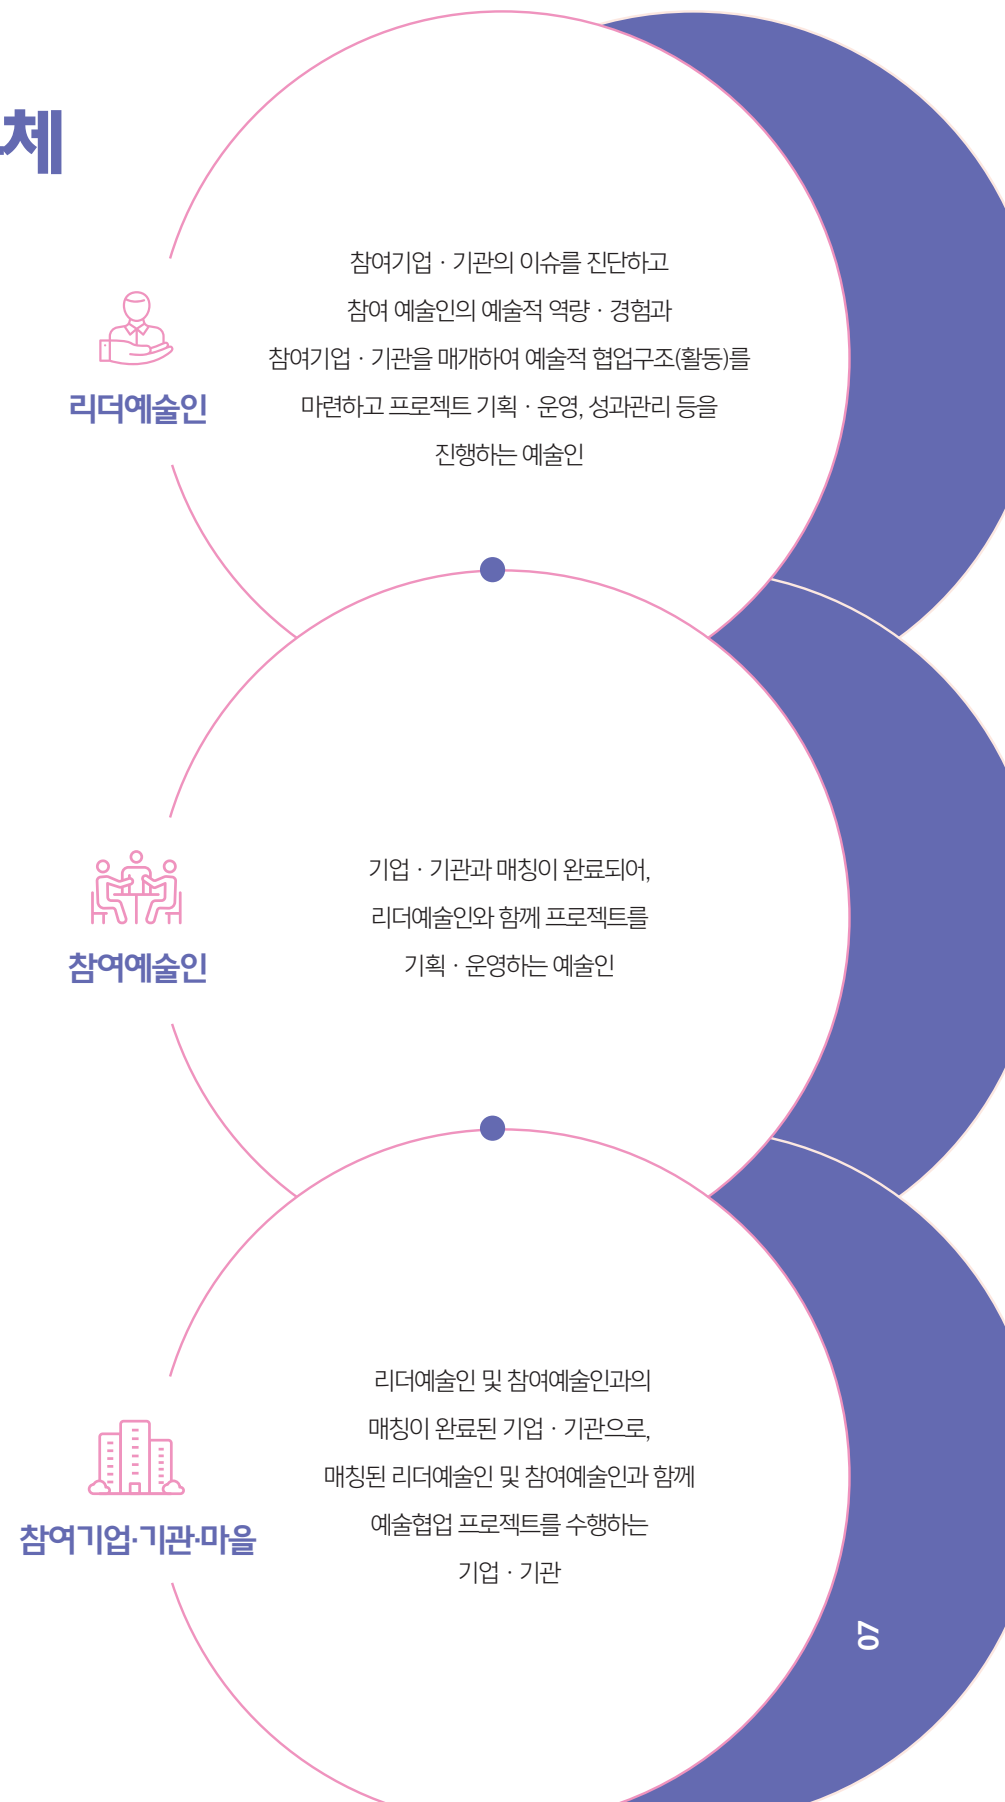 체
참여기업 · 기관의 이슈를 진단하고
참여 예술인의 예술적 역량 · 경험과
참여기업 · 기관을 매개하여 예술적 협업구조(활동)를
마련하고 프로젝트 기획 · 운영, 성과관리 등을
진행하는 예술인
리더예술인
기업 · 기관과 매칭이 완료되어,
리더예술인와 함께 프로젝트를
기획 · 운영하는 예술인
참여예술인
리더예술인 및 참여예술인과의
매칭이 완료된 기업 · 기관으로,
매칭된 리더예술인 및 참여예술인과 함께
예술협업 프로젝트를 수행하는
기업 · 기관
참여기업·기관·마을
07